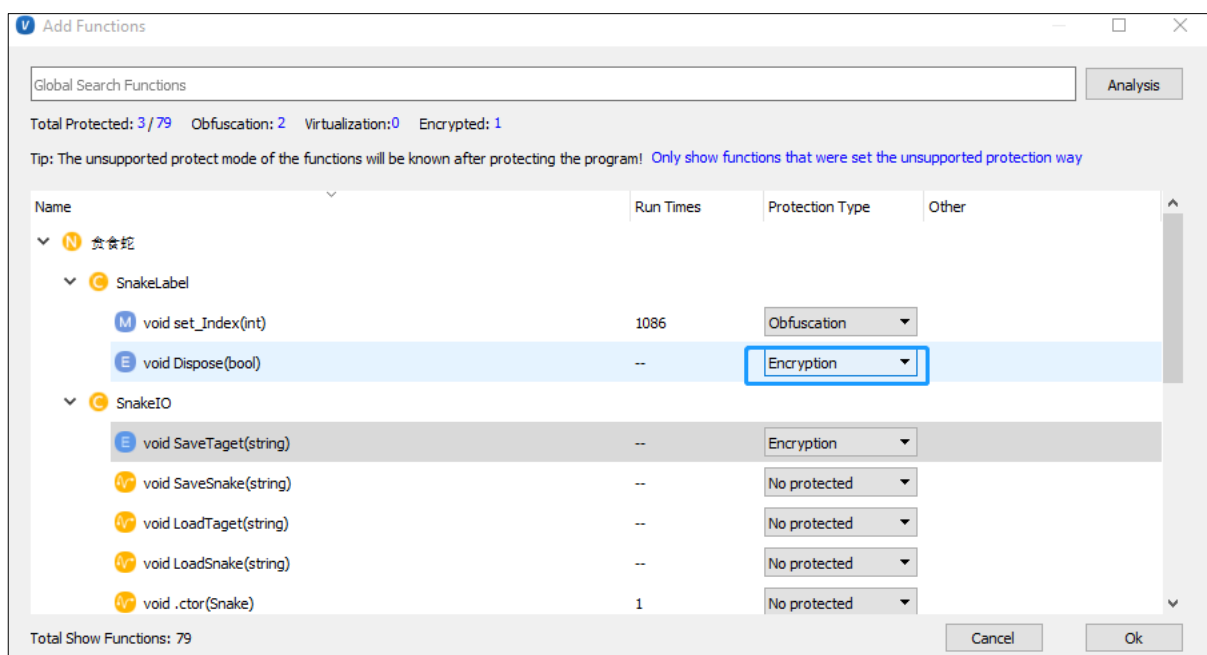 Add Functions
Global Search Functions
Analysis
Total Protected: 3/79 Obfuscation: 2 Virtualization:0 Encrypted: 1
Tip: The unsupported protect mode of the functions will be known after protecting the program! Only show functions that were set the unsupported protection way
Name Run Times Protection Type Other
N 贪食蛇
C SnakeLabel
M void set_Index(int) 1086 Obfuscation
E void Dispose(bool) -- Encryption
C SnakeIO
E void SaveTaget(string) -- Encryption
void SaveSnake(string) -- No protected
void LoadTaget(string) -- No protected
void LoadSnake(string) -- No protected
void .ctor(Snake) 1 No protected
Total Show Functions: 79 Cancel Ok